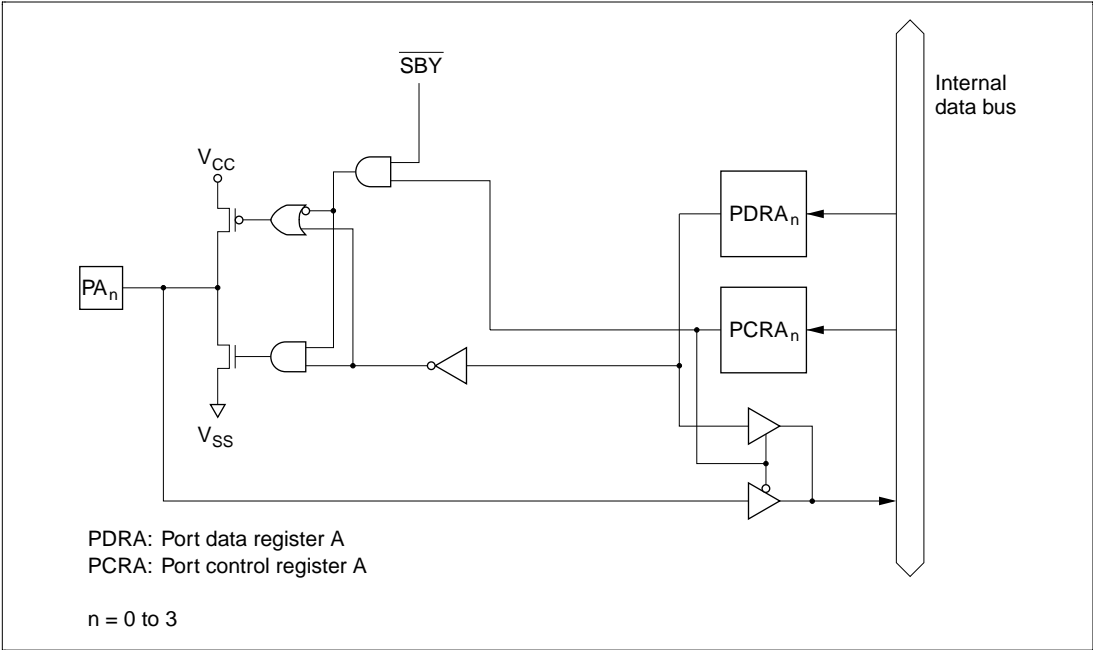 SBY
Internal
data bus
VCC
PDRAn
PAn
PCRAn
VSS
PDRA: Port data register A
PCRA: Port control register A
n = 0 to 3